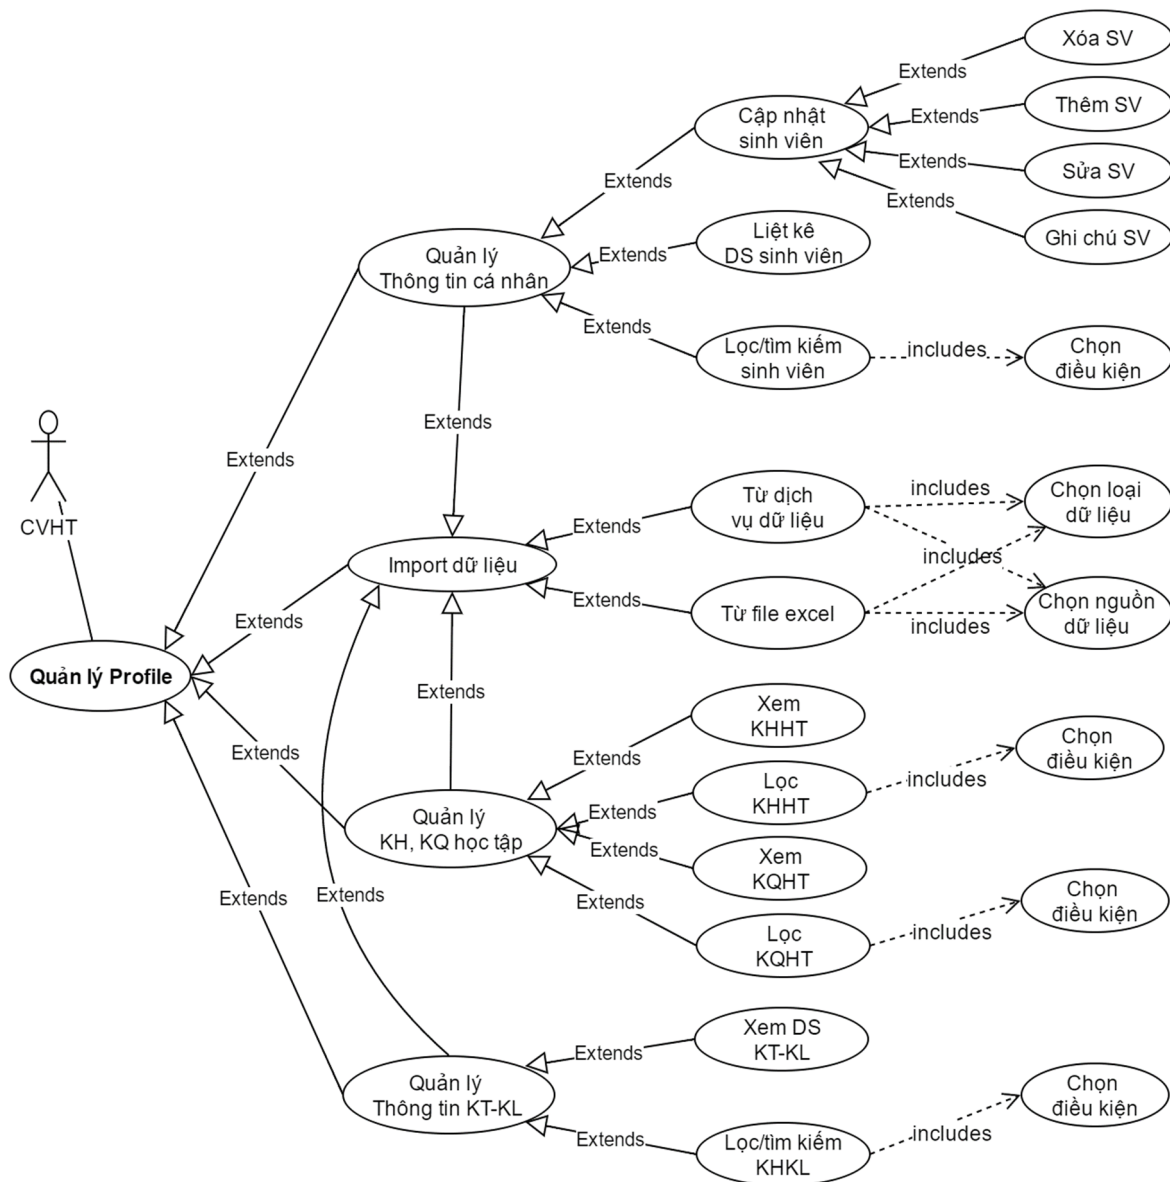 Xóa SV
Extends
Thêm SV
Extends
Cập nhật
sinh viên
Extends
Sửa SV
Extends
Extends
Ghi chú SV
Quản lý
Thông tin cá nhân
Extends
Liệt kê
DS sinh viên
Extends
Lọc/tìm kiếm
sinh viên
includes
Chọn
điều kiện
Extends
Extends
CVHT
Từ dịch
vụ dữ liệu
includes
Chọn loại
dữ liệu
Extends
Import dữ liệu
includes
Extends
Extends
Từ file excel
includes
Chọn nguồn
dữ liệu
Quản lý Profile
Extends
Xem
KHHT
Extends
Extends
Chọn
điều kiện
includes
Lọc
KHHT
Extends
Quản lý
KH, KQ học tập
Extends
Xem
KQHT
Extends
Extends
Extends
Chọn
điều kiện
includes
Lọc
KQHT
Xem DS
KT-KL
Extends
Quản lý
Thông tin KT-KL
Chọn
điều kiện
includes
Extends
Lọc/tìm kiếm
KHKL